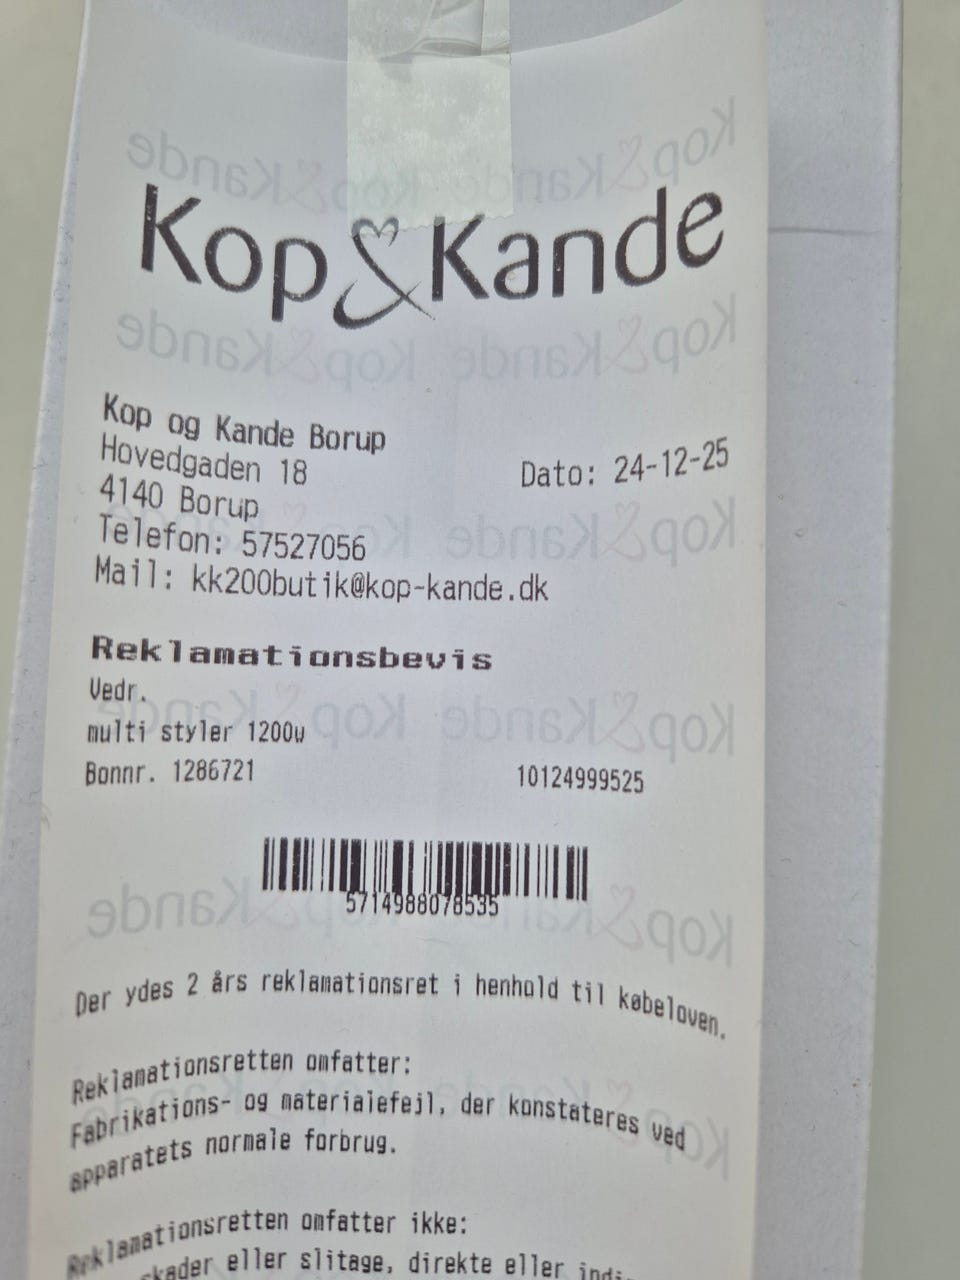 Kop&Kande
Kop og Kande Borup
Hovedgaden 18
Dato: 24-12-25
4140 Borup
Telefon: 57527056
Mail: kk200butik@kop-kande.dk
Reklamationsbevis
Vedr.
multi styler 1200w
Bonnr. 1286721 10124999525
5714988078535
Der ydes 2 års reklamationsret i henhold til købeloven.
Reklamationsretten omfatter:
Fabrikations- og materialefejl, der konstateres ved
apparatets normale forbrug.
Reklamationsretten omfatter ikke:
eller slitage, direkte eller